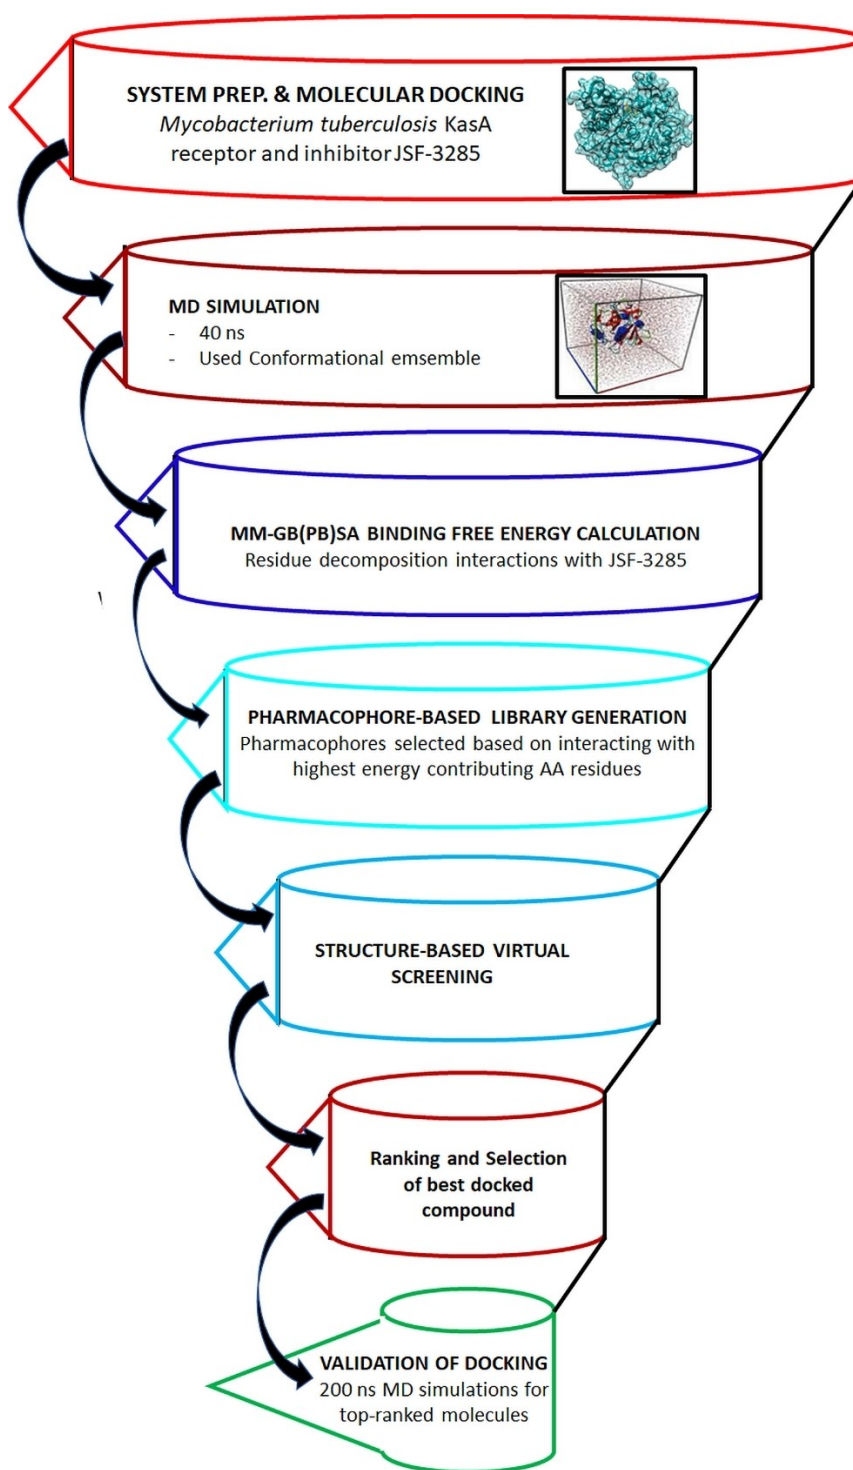 SYSTEM PREP. & MOLECULAR DOCKING
Mycobacterium tuberculosis KasA
receptor and inhibitor JSF-3285
MD SIMULATION
- 40 ns
- Used Conformational emsemble
MM-GB(PB)SA BINDING FREE ENERGY CALCULATION
Residue decomposition interactions with JSF-3285
PHARMACOPHORE-BASED LIBRARY GENERATION
Pharmacophores selected based on interacting with
highest energy contributing AA residues
STRUCTURE-BASED VIRTUAL
SCREENING
Ranking and Selection
of best docked
compound
VALIDATION OF DOCKING
200 ns MD simulations for
top-ranked molecules